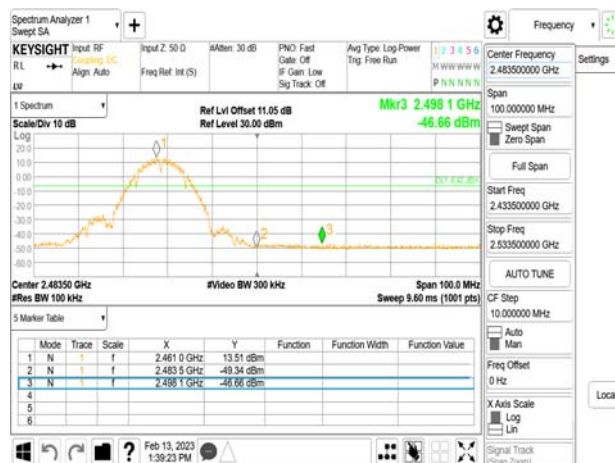 Spectrum Analyzer 1
Swept SA
+
Frequency
Settings
KEYSIGHT
RL
Input: RF
Coupling: DC
Align: Auto
Input Z: 50 Ω
Freq Ref: Int (S)
#Atten: 30 dB
PNO: Fast
Gate: Off
IF Gain: Low
Sig Track: Off
Avg Type: Log-Power
Trig: Free Run
1 2 3 4 5 6
M W W W W W
P N N N N N
1 Spectrum
Scale/Div 10 dB
Ref Lvl Offset 11.05 dB
Ref Level 30.00 dBm
Mkr3 2.498 1 GHz
-46.66 dBm
Log
20.0
10.0
0.00
-10.0
-20.0
-30.0
-40.0
-50.0
-60.0
1
2
3
Center 2.48350 GHz
#Res BW 100 kHz
#Video BW 300 kHz
Span 100.0 MHz
Sweep 9.60 ms (1001 pts)
5 Marker Table
Mode Trace Scale X Y Function Function Width Function Value
1 N 1 f 2.461 0 GHz 13.51 dBm
2 N 1 f 2.483 5 GHz -49.34 dBm
3 N 1 f 2.498 1 GHz -46.66 dBm
4
5
6
Feb 13, 2023
1:39:23 PM
Center Frequency
2.483500000 GHz
Span
100.000000 MHz
Swept Span
Zero Span
Full Span
Start Freq
2.433500000 GHz
Stop Freq
2.533500000 GHz
AUTO TUNE
CF Step
10.000000 MHz
Auto
Man
Freq Offset
0 Hz
X Axis Scale
Log
Lin
Signal Track
(Span Zoom)
Loca